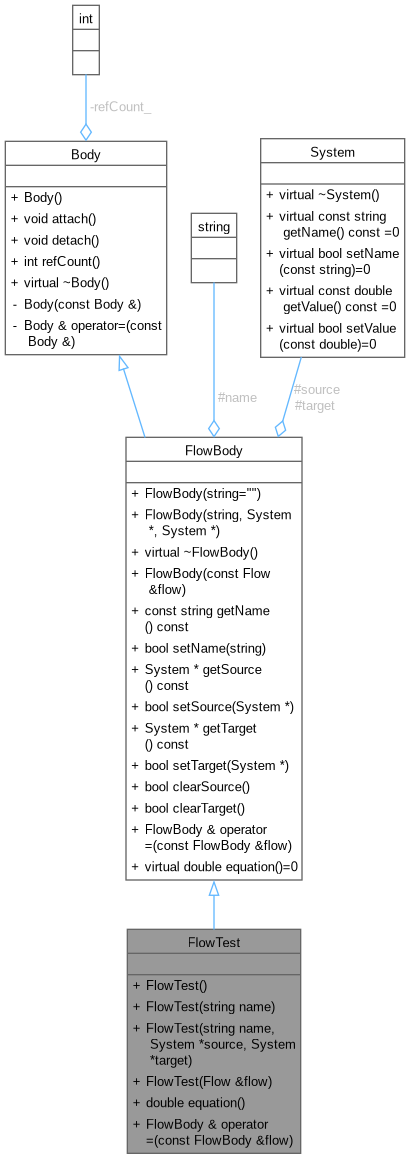 int
-refCount_
Body
+ Body()
+ void attach()
+ void detach()
+ int refCount()
+ virtual ~Body()
- Body(const Body &)
- Body & operator=(const
Body &)
System
+ virtual ~System()
+ virtual const string
getName() const =0
+ virtual bool setName
(const string)=0
+ virtual const double
getValue() const =0
+ virtual bool setValue
(const double)=0
string
#name
#source
#target
FlowBody
+ FlowBody(string="")
+ FlowBody(string, System
*, System *)
+ virtual ~FlowBody()
+ FlowBody(const Flow
&flow)
+ const string getName
() const
+ bool setName(string)
+ System * getSource
() const
+ bool setSource(System *)
+ System * getTarget
() const
+ bool setTarget(System *)
+ bool clearSource()
+ bool clearTarget()
+ FlowBody & operator
=(const FlowBody &flow)
+ virtual double equation()=0
FlowTest
+ FlowTest()
+ FlowTest(string name)
+ FlowTest(string name,
System *source, System
*target)
+ FlowTest(Flow &flow)
+ double equation()
+ FlowBody & operator
=(const FlowBody &flow)